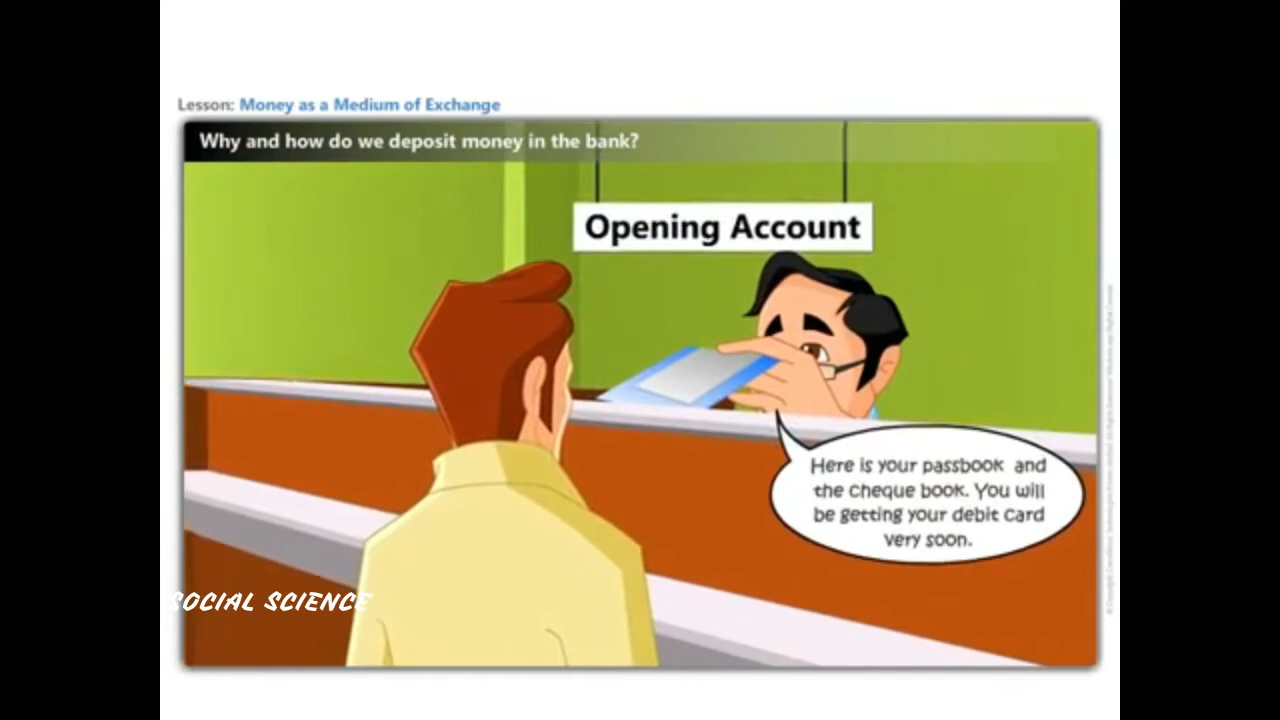 Lesson: Money as a Medium of Exchange
Why and how do we deposit money in the bank?
Opening Account
Here is your passbook and
the cheque book. You will
be getting your debit card
very soon.
SOCIAL SCIENCE